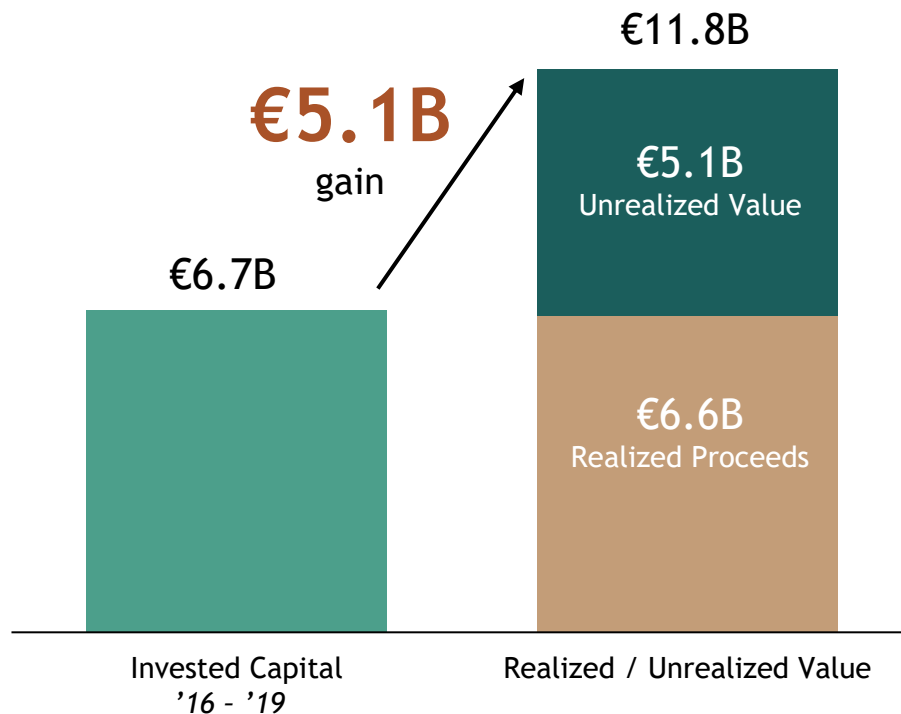 €11.8B
€5.1B
gain
€5.1B
Unrealized Value
€6.7B
€6.6B
Realized Proceeds
Invested Capital
’16 – ’19
Realized / Unrealized Value